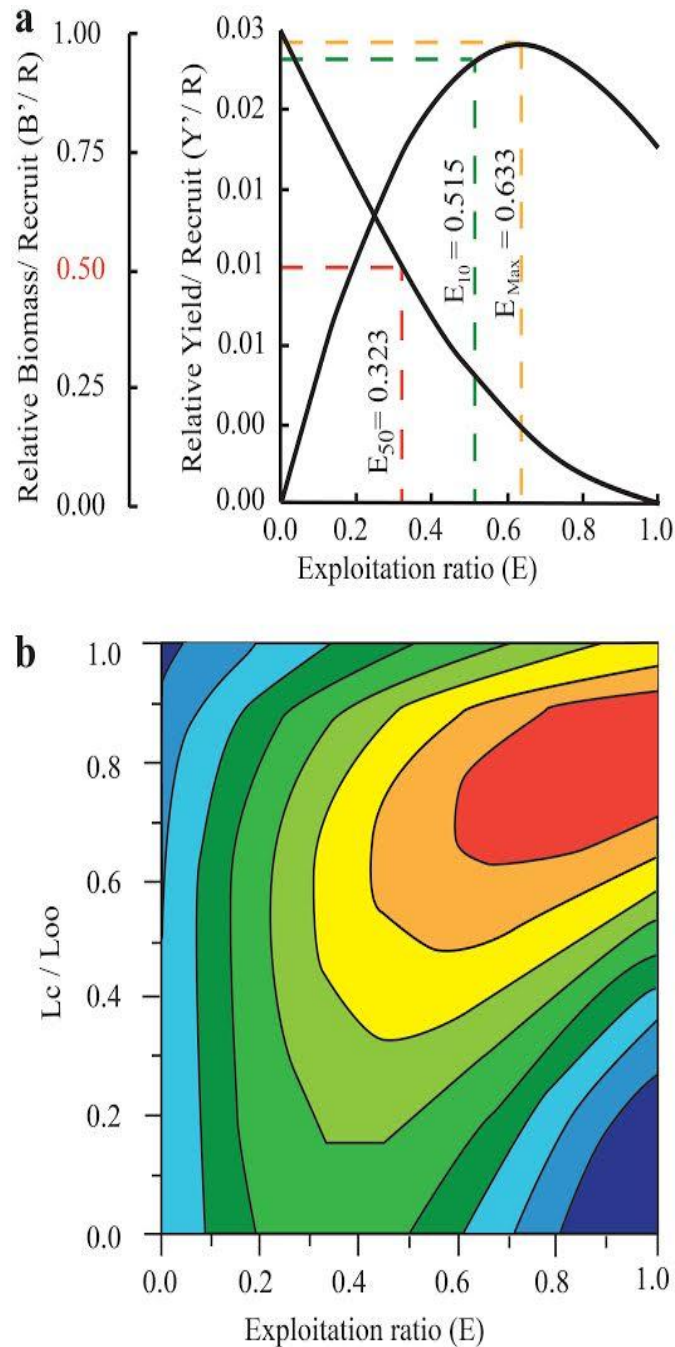 a
Relative Biomass/ Recruit (B'/ R)
1.00
0.75
0.50
0.25
0.00
Relative Yield/ Recruit (Y'/ R)
0.03
0.02
0.01
0.01
0.01
0.00
0.00
E50= 0.323
E10 = 0.515
E Max = 0.633
0.0 0.2 0.4 0.6 0.8 1.0
Exploitation ratio (E)
b
Lc / Loo
1.0
0.8
0.6
0.4
0.2
0.0
0.0 0.2 0.4 0.6 0.8 1.0
Exploitation ratio (E)